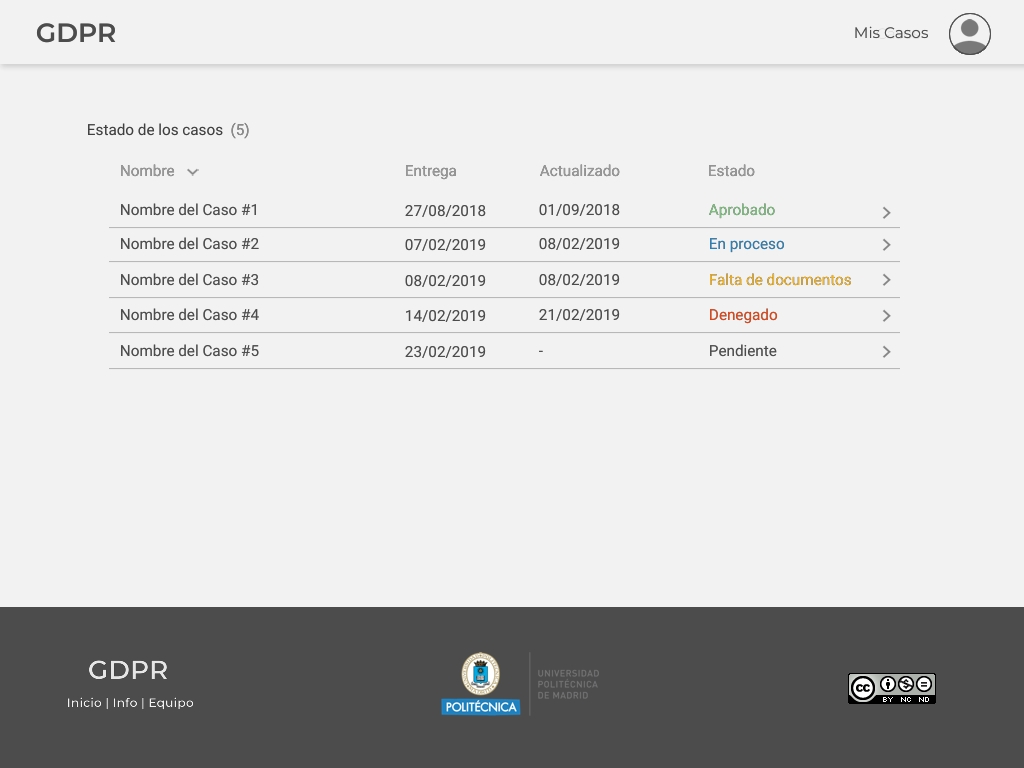 GDPR
Mis Casos
Estado de los casos (5)
Nombre Entrega Actualizado Estado
Nombre del Caso #1 27/08/2018 01/09/2018 Aprobado
Nombre del Caso #2 07/02/2019 08/02/2019 En proceso
Nombre del Caso #3 08/02/2019 08/02/2019 Falta de documentos
Nombre del Caso #4 14/02/2019 21/02/2019 Denegado
Nombre del Caso #5 23/02/2019 - Pendiente
GDPR
Inicio | Info | Equipo
POLITÉCNICA
UNIVERSIDAD
POLITÉCNICA
DE MADRID
cc
BY NC ND